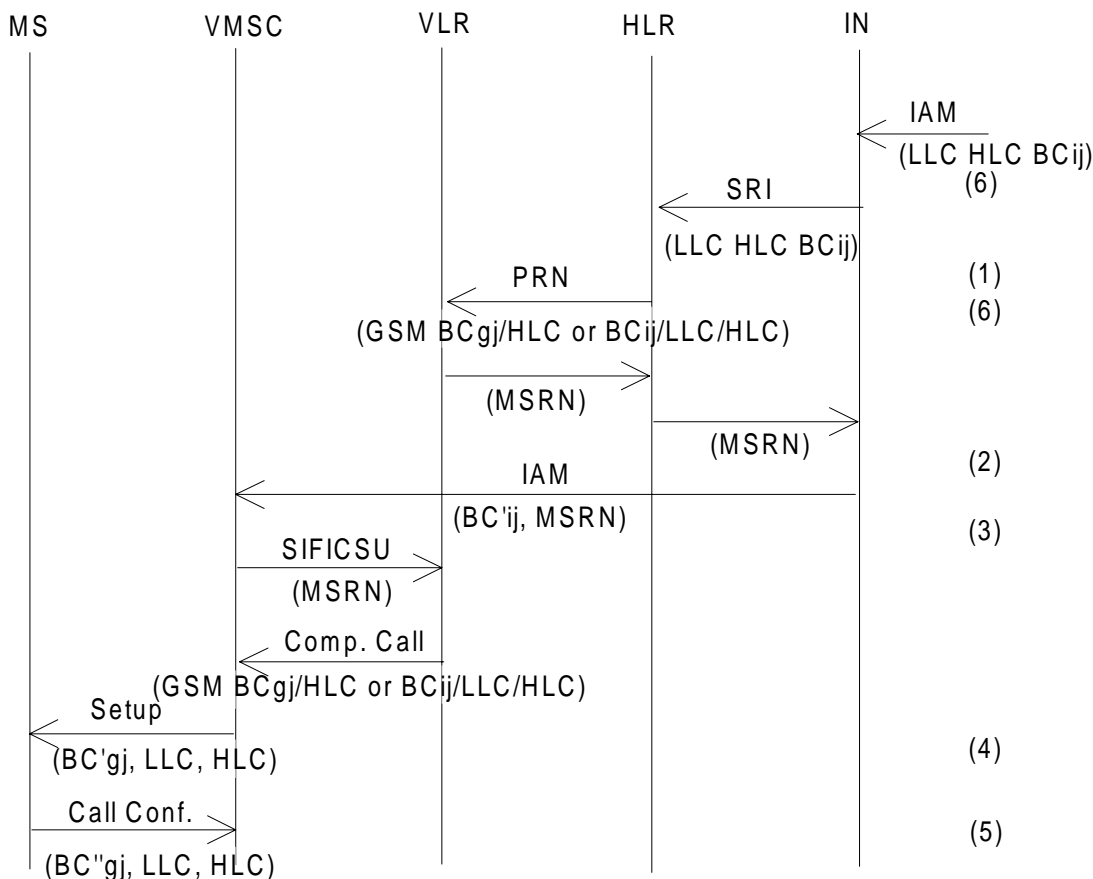 MS VMSC VLR HLR IN
IAM
(LLC HLC BCij)
(6)
SRI
(LLC HLC BCij)
(1)
PRN
(6)
(GSM BCgj/HLC or BCij/LLC/HLC)
(MSRN)
(MSRN)
(2)
IAM
(BC'ij, MSRN)
(3)
SIFICSU
(MSRN)
Comp. Call
(GSM BCgj/HLC or BCij/LLC/HLC)
Setup
(BC'gj, LLC, HLC)
(4)
Call Conf.
(5)
(BC''gj, LLC, HLC)